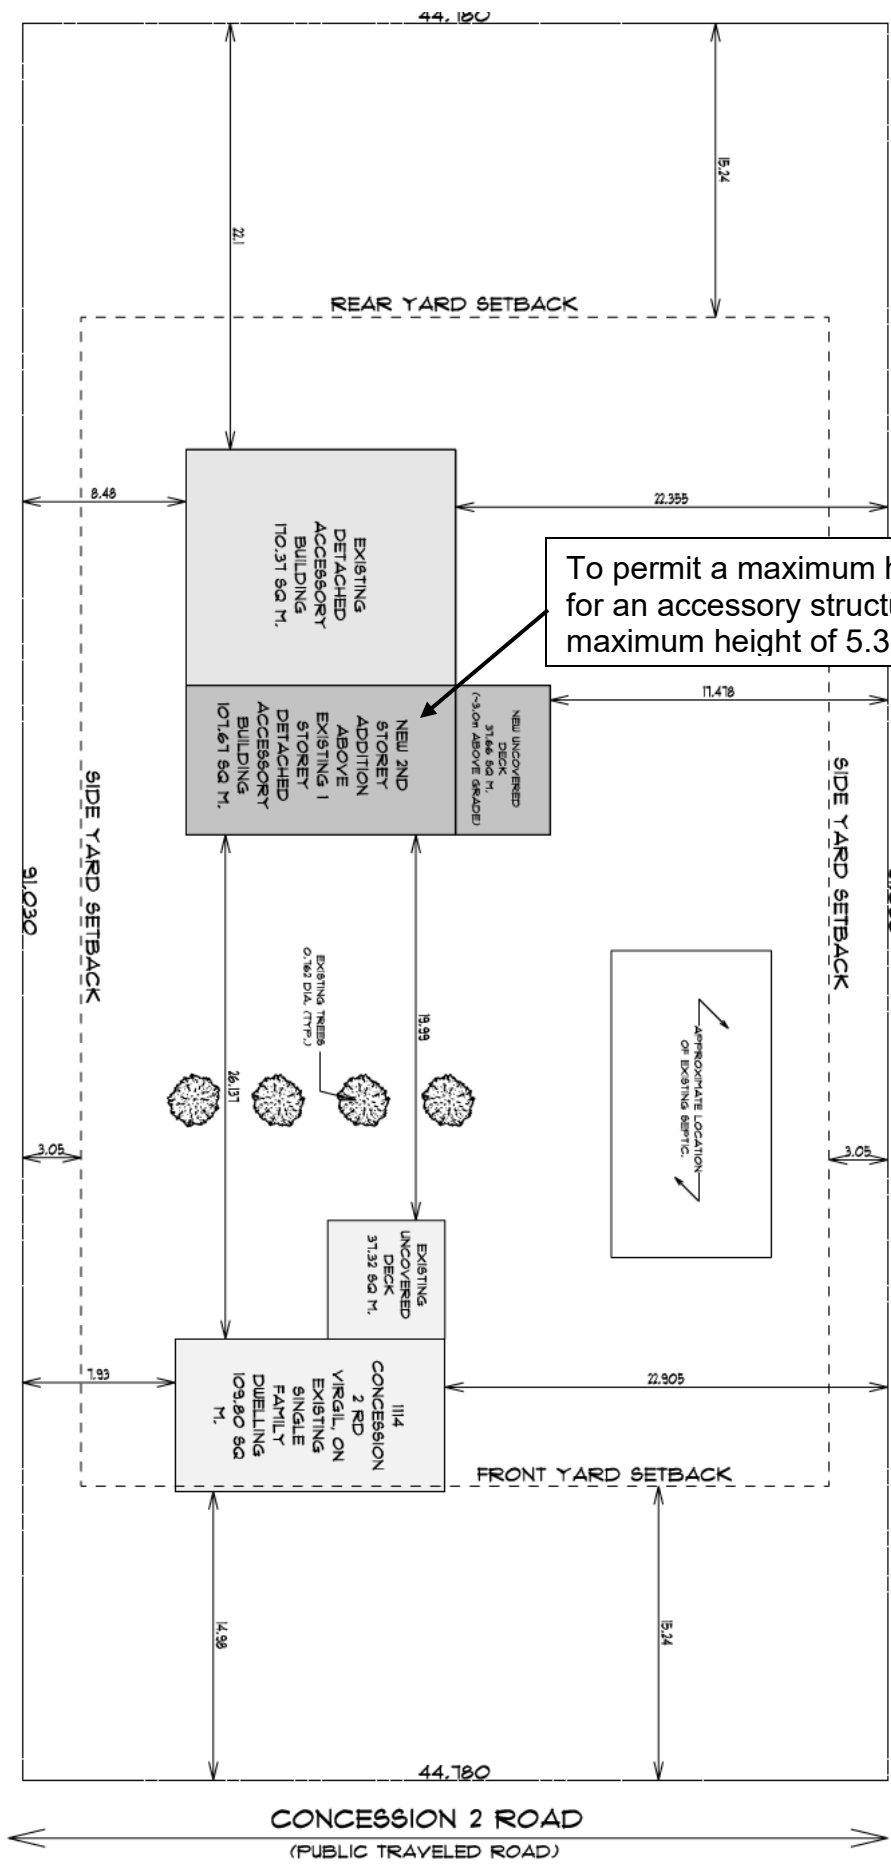 44.780
22.1
15.24
REAR YARD SETBACK
8.48
22.355
EXISTING
DETACHED
ACCESSORY
BUILDING
170.37 SQ M.
To permit a maximum h
for an accessory structu
maximum height of 5.3
17.478
NEW 2ND
STOREY
ADDITION
ABOVE
EXISTING 1
STOREY
DETACHED
ACCESSORY
BUILDING
107.67 SQ M.
NEW UNCOVERED
DECK
37.66 SQ M.
(~3.0m ABOVE GRADE)
SIDE YARD SETBACK
SIDE YARD SETBACK
91.030
EXISTING TREES
0.762 DIA. (TYP.)
19.99
26.137
APPROXIMATE LOCATION
OF EXISTING SEPTIC.
3.05
3.05
EXISTING
UNCOVERED
DECK
37.32 SQ M.
7.93
22.905
1114
CONCESSION
2 RD
VIRGIL, ON
EXISTING
SINGLE
FAMILY
DWELLING
109.80 SQ
M.
FRONT YARD SETBACK
14.98
15.24
44.780
CONCESSION 2 ROAD
(PUBLIC TRAVELED ROAD)